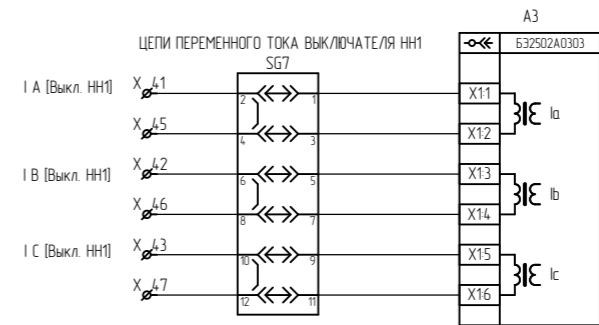 А3
ЦЕПИ ПЕРЕМЕННОГО ТОКА ВЫКЛЮЧАТЕЛЯ НН1
Б32502А0303
SG7
I А [Выкл. НН1] X 41 2 1 X1:1
Ia
X 45 4 3 X1:2
I В [Выкл. НН1] X 42 6 5 X1:3
Ib
X 46 8 7 X1:4
I С [Выкл. НН1] X 43 10 9 X1:5
Ic
X 47 12 11 X1:6